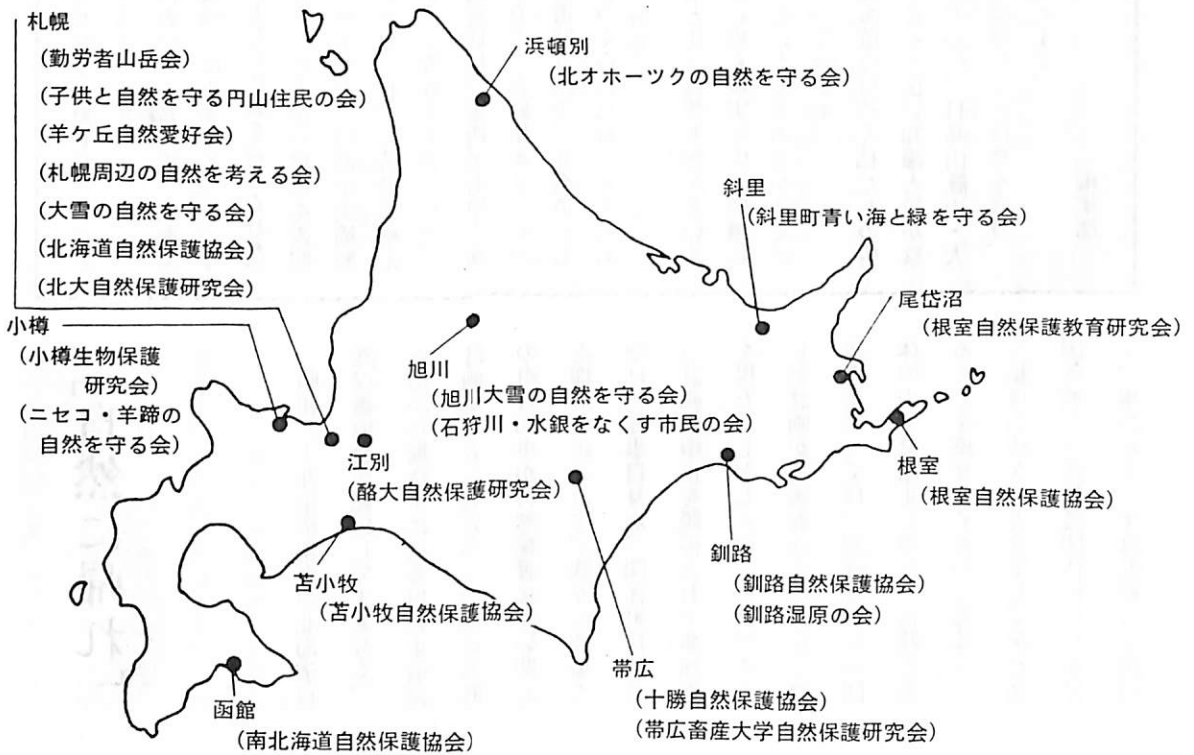 札幌
(勤労者山岳会)
(子供と自然を守る円山住民の会)
(羊ケ丘自然愛好会)
(札幌周辺の自然を考える会)
(大雪の自然を守る会)
(北海道自然保護協会)
(北大自然保護研究会)
小樽
(小樽生物保護
研究会)
(ニセコ・羊蹄の
自然を守る会)
浜頓別
(北オホーツクの自然を守る会)
斜里
(斜里町青い海と緑を守る会)
尾岱沼
(根室自然保護教育研究会)
旭川
(旭川大雪の自然を守る会)
(石狩川・水銀をなくす市民の会)
江別
(酪大自然保護研究会)
根室
(根室自然保護協会)
釧路
(釧路自然保護協会)
(釧路湿原の会)
苫小牧
(苫小牧自然保護協会)
帯広
(十勝自然保護協会)
(帯広畜産大学自然保護研究会)
函館
(南北海道自然保護協会)